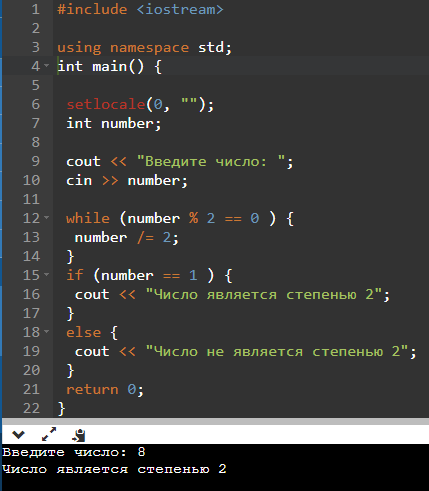 1 #include <iostream>
2
3 using namespace std;
4 int main() {
5
6 setlocale(0, "");
7 int number;
8
9 cout << "Введите число: ";
10 cin >> number;
11
12 while (number % 2 == 0 ) {
13 number /= 2;
14 }
15 if (number == 1 ) {
16 cout << "Число является степенью 2";
17 }
18 else {
19 cout << "Число не является степенью 2";
20 }
21 return 0;
22 }
Введите число: 8
Число является степенью 2